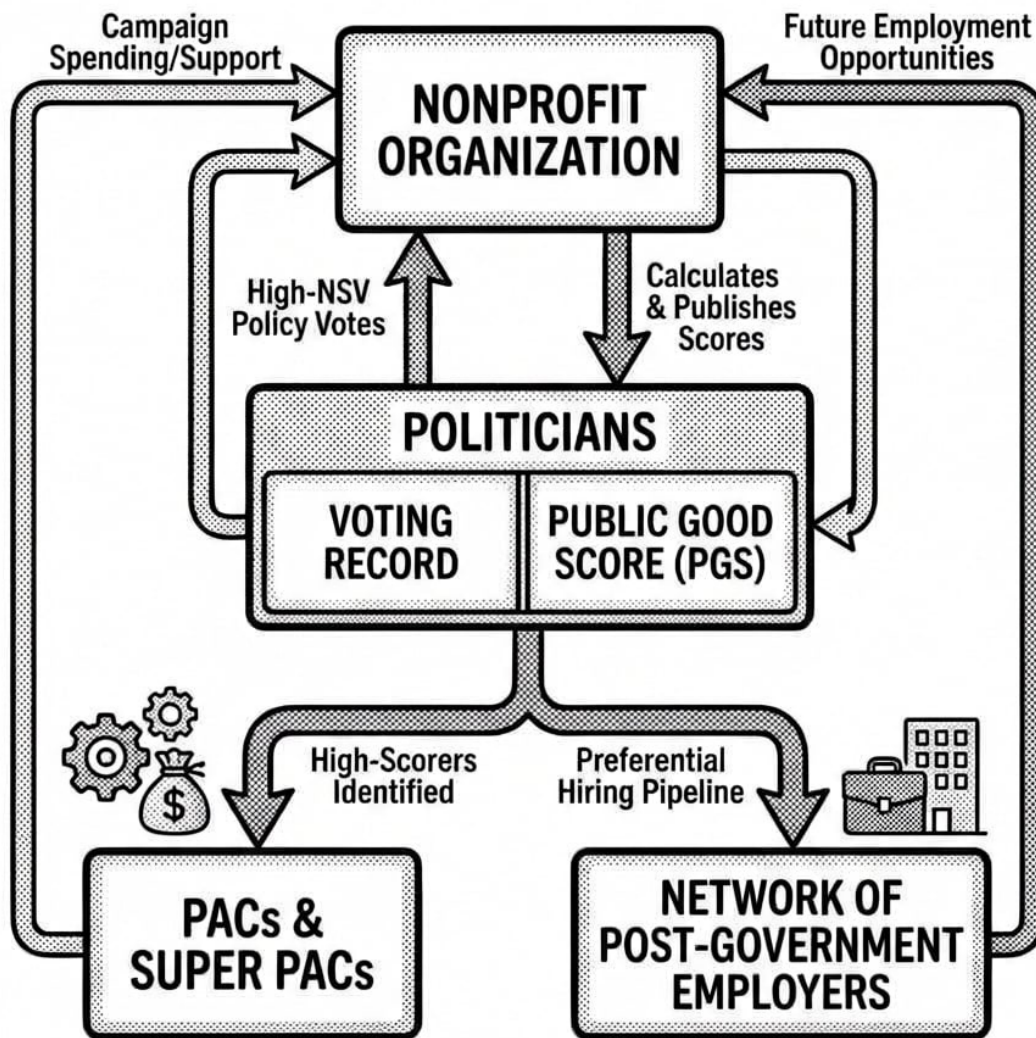 Campaign
Spending/Support
Future Employment
Opportunities
NONPROFIT
ORGANIZATION
High-NSV
Policy Votes
Calculates
& Publishes
Scores
POLITICIANS
VOTING
RECORD
PUBLIC GOOD
SCORE (PGS)
High-Scorers
Identified
Preferential
Hiring Pipeline
$
PACs &
SUPER PACs
NETWORK OF
POST-GOVERNMENT
EMPLOYERS